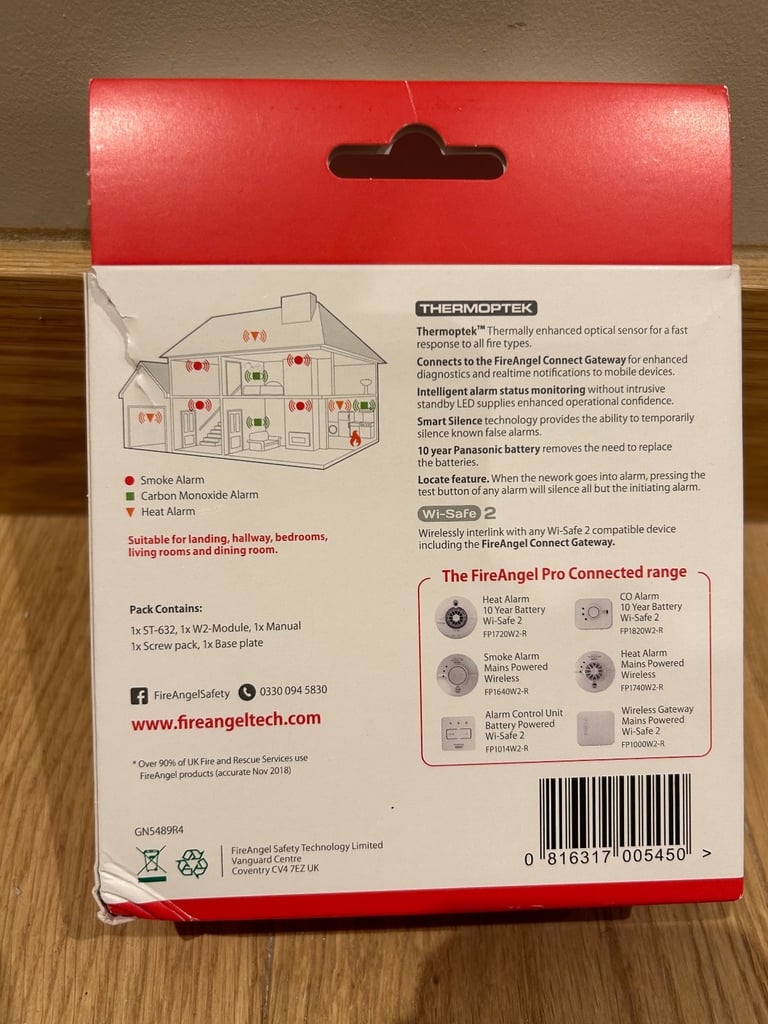 ● Smoke Alarm
■ Carbon Monoxide Alarm
▼ Heat Alarm
Suitable for landing, hallway, bedrooms,
living rooms and dining room.
Pack Contains:
1x ST-632, 1x W2-Module, 1x Manual
1x Screw pack, 1x Base plate
FireAngelSafety 0330 094 5830
www.fireangeltech.com
* Over 90% of UK Fire and Rescue Services use
FireAngel products (accurate Nov 2018)
GN5489R4
FireAngel Safety Technology Limited
Vanguard Centre
Coventry CV4 7EZ UK
THERMOPTEK
Thermoptek™ Thermally enhanced optical sensor for a fast
response to all fire types.
Connects to the FireAngel Connect Gateway for enhanced
diagnostics and realtime notifications to mobile devices.
Intelligent alarm status monitoring without intrusive
standby LED supplies enhanced operational confidence.
Smart Silence technology provides the ability to temporarily
silence known false alarms.
10 year Panasonic battery removes the need to replace
the batteries.
Locate feature. When the nework goes into alarm, pressing the
test button of any alarm will silence all but the initiating alarm.
Wi-Safe 2
Wirelessly interlink with any Wi-Safe 2 compatible device
including the FireAngel Connect Gateway.
The FireAngel Pro Connected range
Heat Alarm
10 Year Battery
Wi-Safe 2
FP1720W2-R
CO Alarm
10 Year Battery
Wi-Safe 2
FP1820W2-R
Smoke Alarm
Mains Powered
Wireless
FP1640W2-R
Heat Alarm
Mains Powered
Wireless
FP1740W2-R
Alarm Control Unit
Battery Powered
Wi-Safe 2
FP1014W2-R
Wireless Gateway
Mains Powered
Wi-Safe 2
FP1000W2-R
0 816317 005450 >